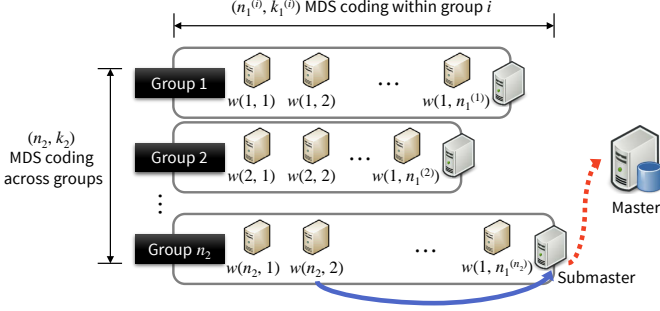 (n₁⁽ⁱ⁾, k₁⁽ⁱ⁾) MDS coding within group i
Group 1
w(1, 1) w(1, 2) ... w(1, n₁⁽¹⁾)
(n₂, k₂)
MDS coding
across groups
Group 2
w(2, 1) w(2, 2) ... w(1, n₁⁽²⁾)
Master
⋮
Group n₂
w(n₂, 1) w(n₂, 2) ... w(1, n₁⁽ⁿ²⁾)
Submaster